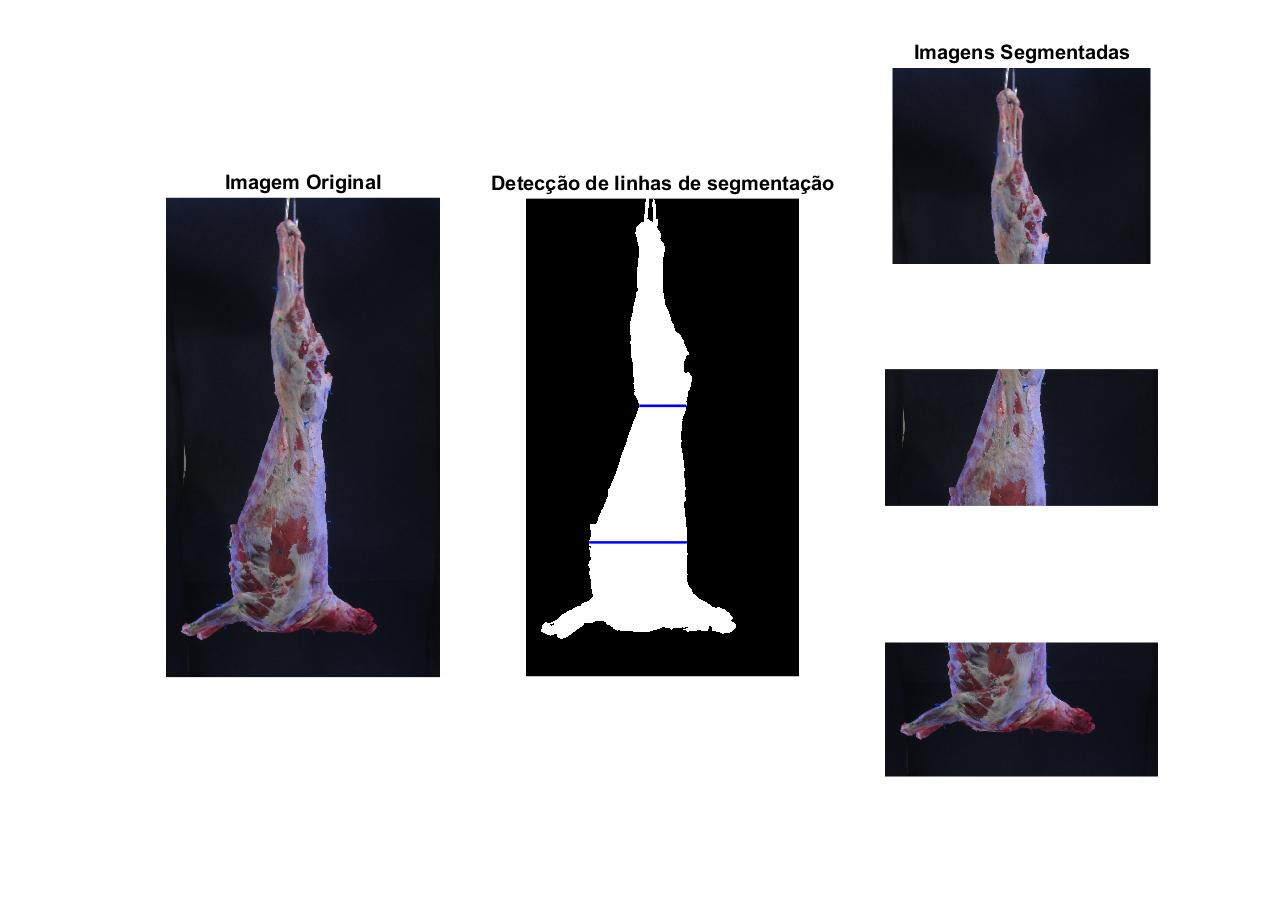 Imagens Segmentadas
Imagem Original
Detecção de linhas de segmentação